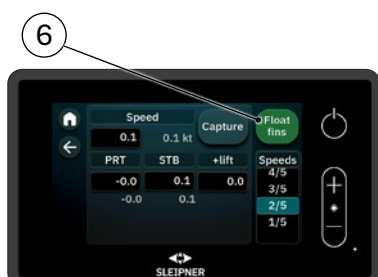 6
Speed
Capture
Float
fins
0.1
0.1 kt
PRT
STB
+lift
Speeds
4/5
-0.0
0.1
0.0
3/5
-0.0
0.1
2/5
1/5
SLEIPNER